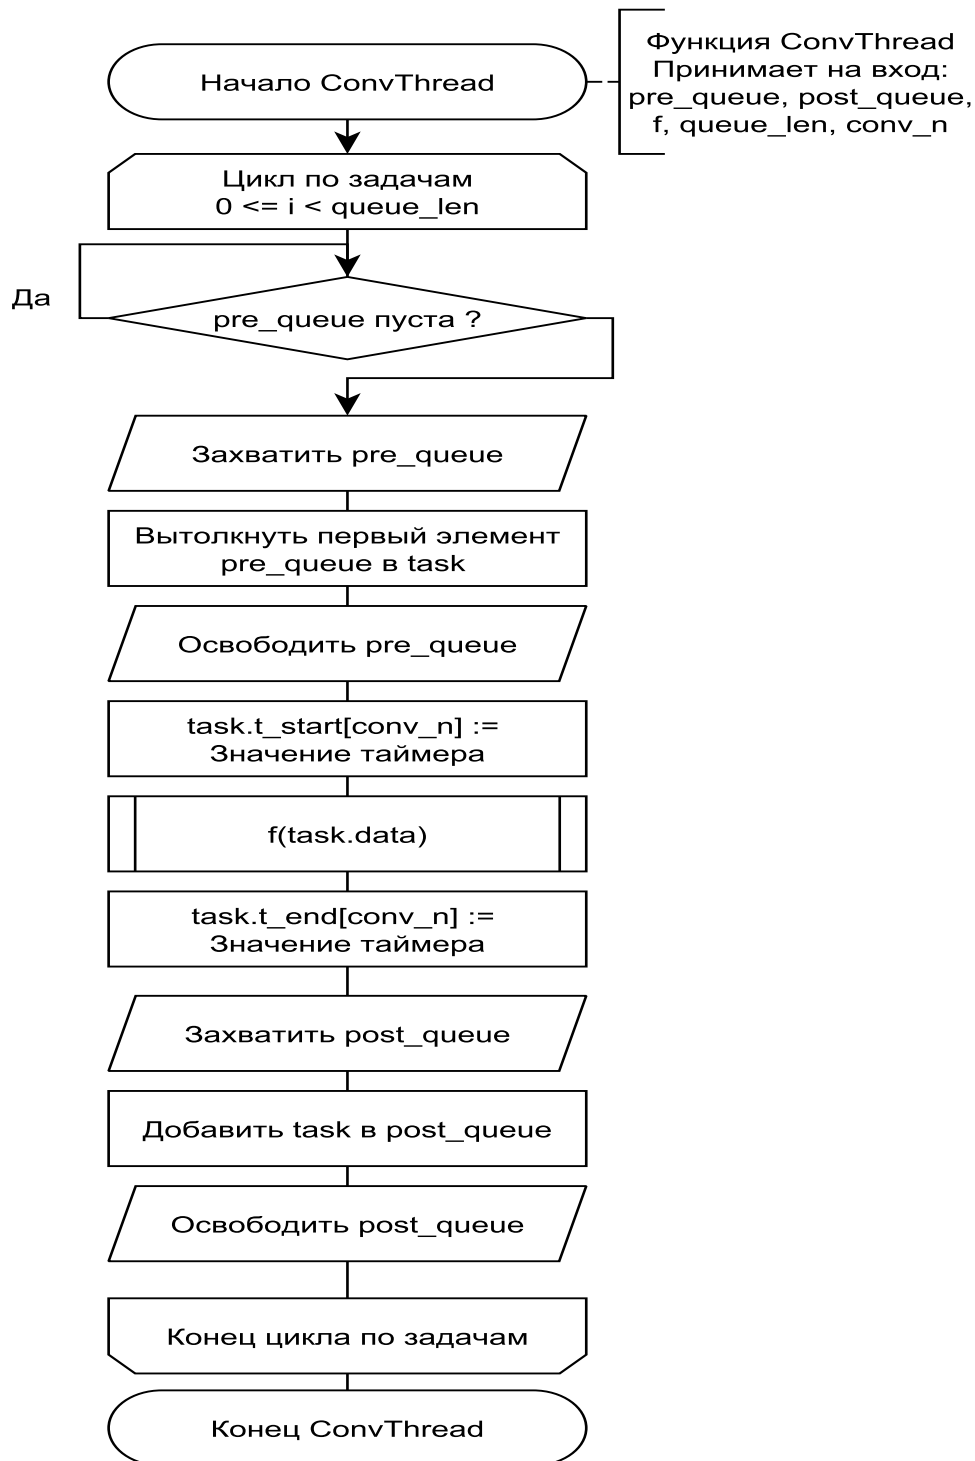 Начало ConvThread
Функция ConvThread
Принимает на вход:
pre_queue, post_queue,
f, queue_len, conv_n
Цикл по задачам
0 <= i < queue_len
Да
pre_queue пуста ?
Захватить pre_queue
Вытолкнуть первый элемент
pre_queue в task
Освободить pre_queue
task.t_start[conv_n] :=
Значение таймера
f(task.data)
task.t_end[conv_n] :=
Значение таймера
Захватить post_queue
Добавить task в post_queue
Освободить post_queue
Конец цикла по задачам
Конец ConvThread